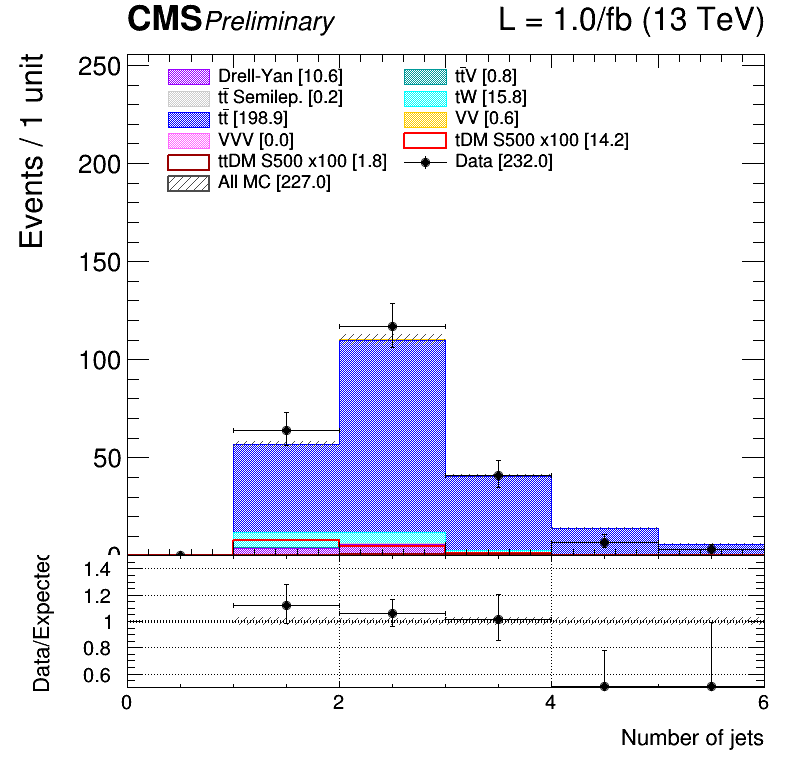 CMS Preliminary L = 1.0/fb (13 TeV)
Events / 1 unit
250
200
150
100
50
0
Drell-Yan [10.6]
tt̄V [0.8]
tt̄ Semilep. [0.2]
tW [15.8]
tt̄ [198.9]
VV [0.6]
VVV [0.0]
tDM S500 x100 [14.2]
ttDM S500 x100 [1.8]
Data [232.0]
All MC [227.0]
Data/Expected
1.4
1.2
1
0.8
0.6
0 2 4 6
Number of jets